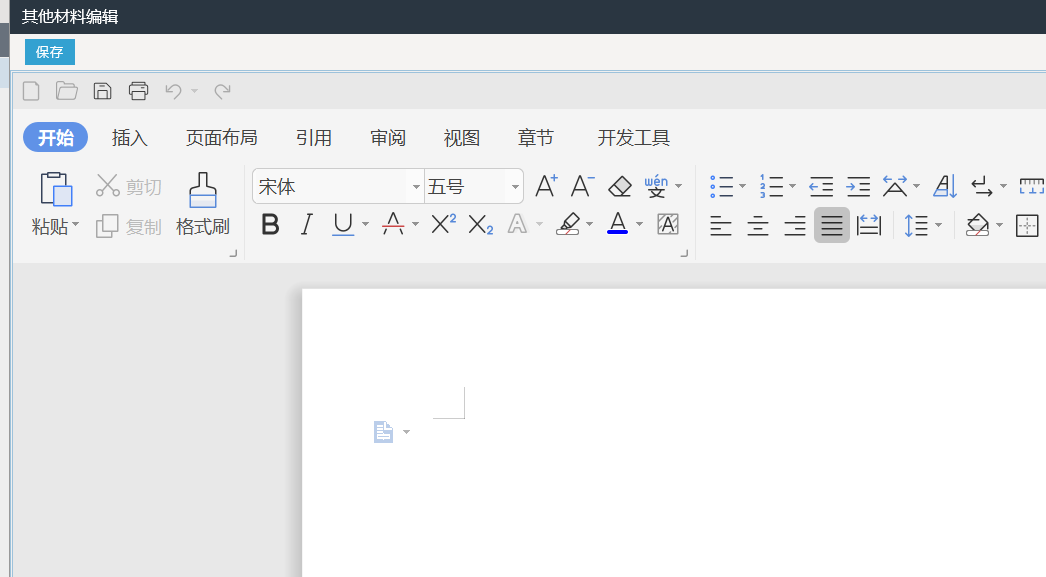 其他材料编辑
保存
开始 插入 页面布局 引用 审阅 视图 章节 开发工具
剪切 宋体 五号 A+ A- wén 变
粘贴 复制 格式刷 B I U A X2 X2 A A A